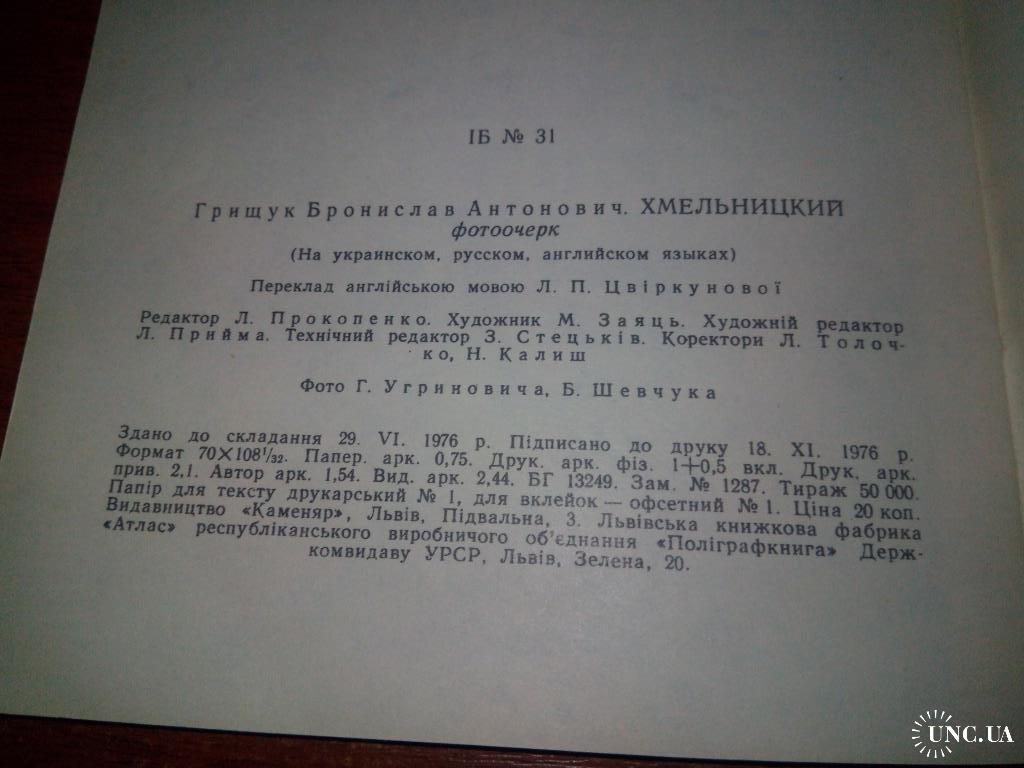 ІБ № 31
Грищук Бронислав Антонович. ХМЕЛЬНИЦКИЙ
фотоочерк
(На украинском, русском, английском языках)
Переклад англійською мовою Л. П. Цвіркунової
Редактор Л. Прокопенко. Художник М. Заяць. Художній редактор
Л. Прийма. Технічний редактор З. Стецьків. Коректори Л. Толоч-
ко, Н. Калиш
Фото Г. Угриновича, Б. Шевчука
Здано до складання 29. VI. 1976 р. Підписано до друку 18. XI. 1976 р.
Формат 70×108¹/₃₂. Папер. арк. 0,75. Друк. арк. фіз. 1+0,5 вкл. Друк. арк.
прив. 2,1. Автор арк. 1,54. Вид. арк. 2,44. БГ 13249. Зам. № 1287. Тираж 50 000.
Папір для тексту друкарський № 1, для вклейок — офсетний № 1. Ціна 20 коп.
Видавництво «Каменяр», Львів, Підвальна, 3. Львівська книжкова фабрика
«Атлас» республіканського виробничого об'єднання «Поліграфкнига» Держ-
комвидаву УРСР, Львів, Зелена, 20.
UNC.UA